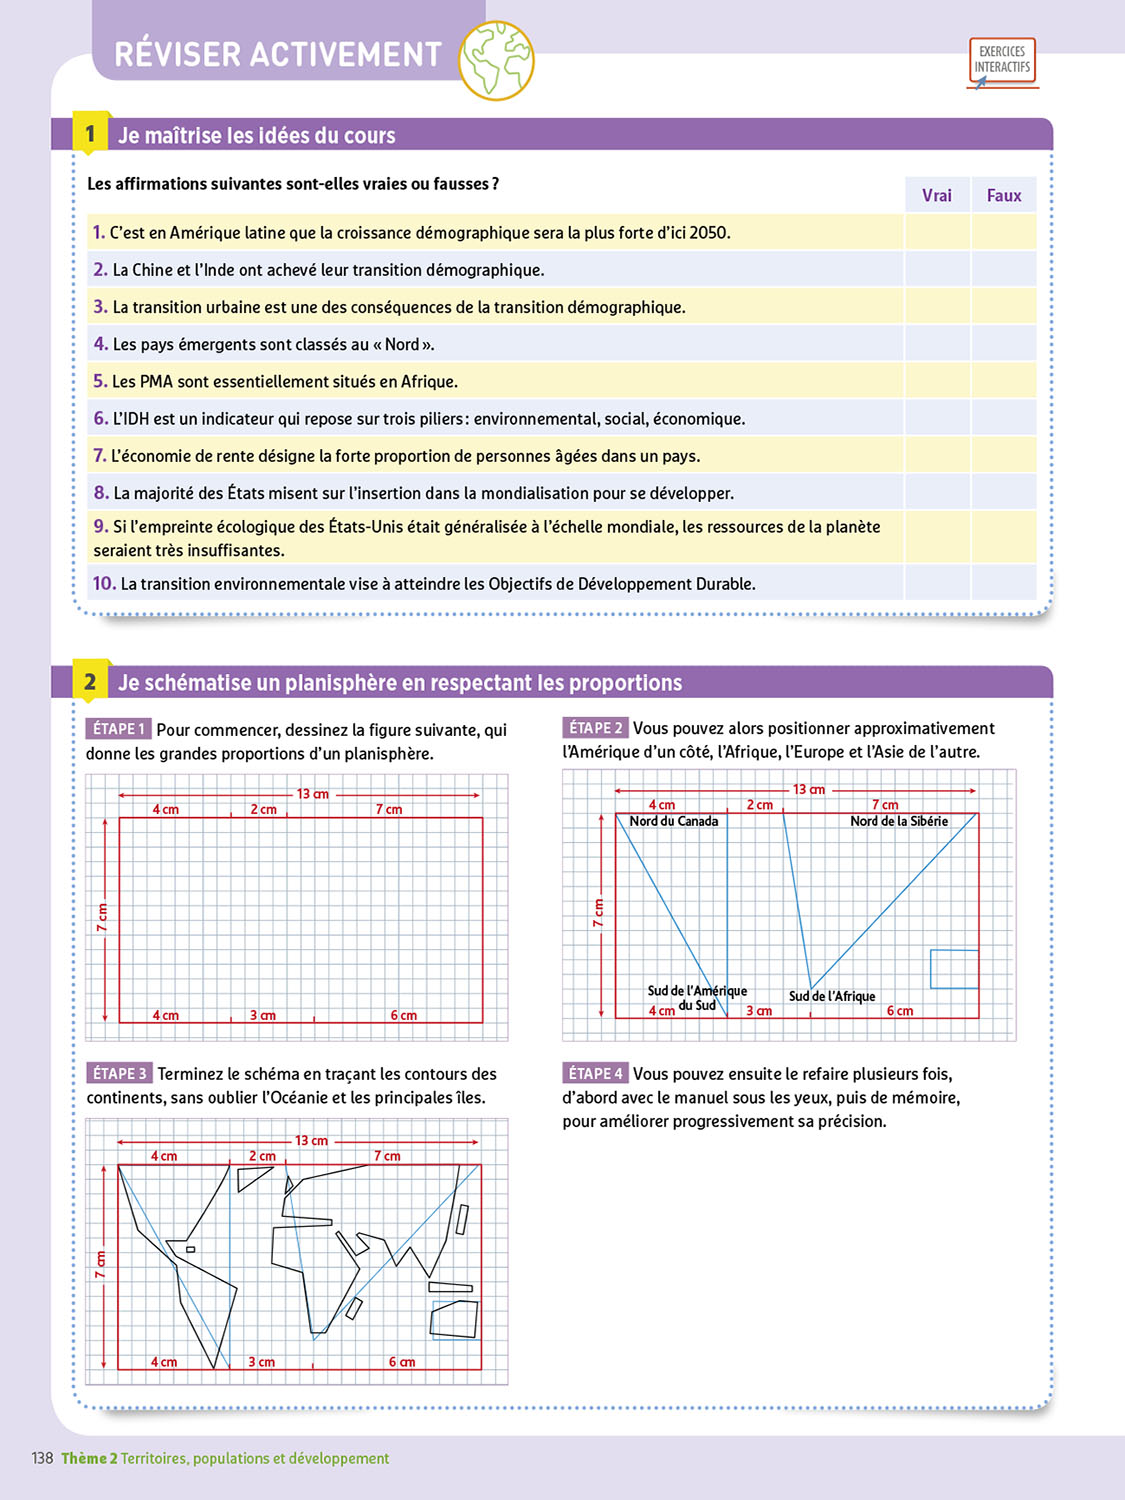 RÉVISER ACTIVEMENT
EXERCICES
INTERACTIFS
1 Je maîtrise les idées du cours
Les affirmations suivantes sont-elles vraies ou fausses ?
Vrai Faux
1. C’est en Amérique latine que la croissance démographique sera la plus forte d’ici 2050.
2. La Chine et l’Inde ont achevé leur transition démographique.
3. La transition urbaine est une des conséquences de la transition démographique.
4. Les pays émergents sont classés au « Nord ».
5. Les PMA sont essentiellement situés en Afrique.
6. L’IDH est un indicateur qui repose sur trois piliers : environnemental, social, économique.
7. L’économie de rente désigne la forte proportion de personnes âgées dans un pays.
8. La majorité des États misent sur l’insertion dans la mondialisation pour se développer.
9. Si l’empreinte écologique des États-Unis était généralisée à l’échelle mondiale, les ressources de la planète
seraient très insuffisantes.
10. La transition environnementale vise à atteindre les Objectifs de Développement Durable.
2 Je schématise un planisphère en respectant les proportions
ÉTAPE 1 Pour commencer, dessinez la figure suivante, qui
donne les grandes proportions d’un planisphère.
13 cm
4 cm 2 cm 7 cm
7 cm
4 cm 3 cm 6 cm
ÉTAPE 2 Vous pouvez alors positionner approximativement
l’Amérique d’un côté, l’Afrique, l’Europe et l’Asie de l’autre.
13 cm
4 cm 2 cm 7 cm
Nord du Canada Nord de la Sibérie
7 cm
Sud de l’Amérique
du Sud
Sud de l’Afrique
4 cm 3 cm 6 cm
ÉTAPE 3 Terminez le schéma en traçant les contours des
continents, sans oublier l’Océanie et les principales îles.
13 cm
4 cm 2 cm 7 cm
7 cm
4 cm 3 cm 6 cm
ÉTAPE 4 Vous pouvez ensuite le refaire plusieurs fois,
d’abord avec le manuel sous les yeux, puis de mémoire,
pour améliorer progressivement sa précision.
138 Thème 2 Territoires, populations et développement